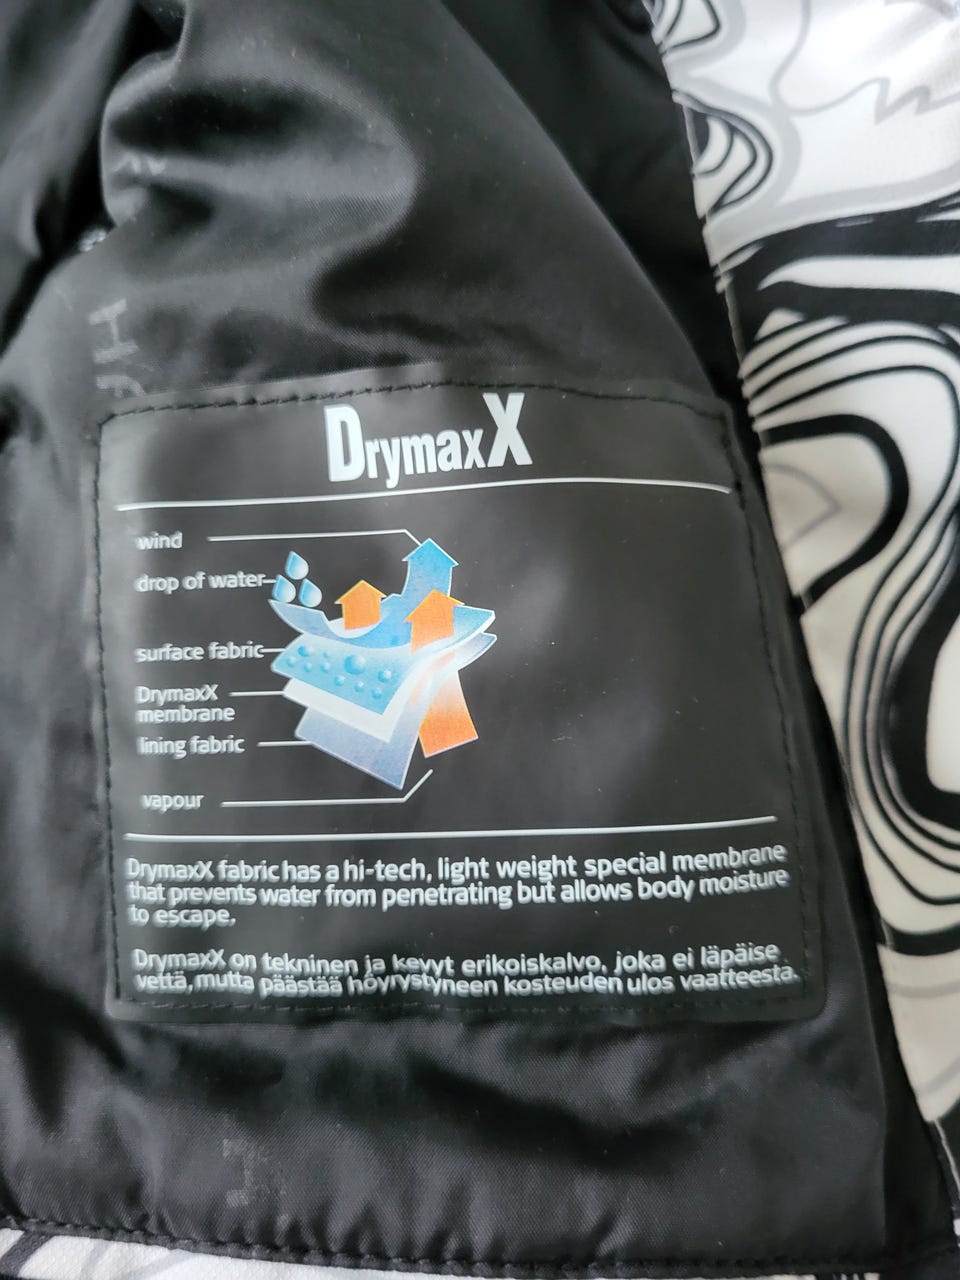 DrymaxX
wind
drop of water
surface fabric
DrymaxX
membrane
lining fabric
vapour
DrymaxX fabric has a hi-tech, light weight special membrane
that prevents water from penetrating but allows body moisture
to escape.
DrymaxX on tekninen ja kevyt erikoiskalvo, joka ei läpäise
vettä, mutta päästää höyrystyneen kosteuden ulos vaatteesta.